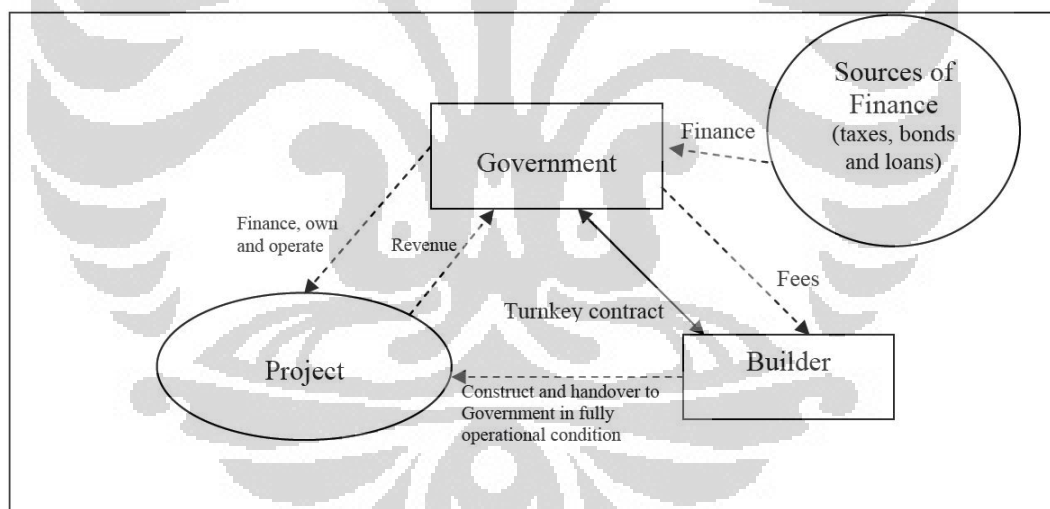 Sources of
Finance
(taxes, bonds
and loans)
Finance
Government
Finance, own
and operate
Revenue
Fees
Turnkey contract
Builder
Project
Construct and handover to
Government in fully
operational condition